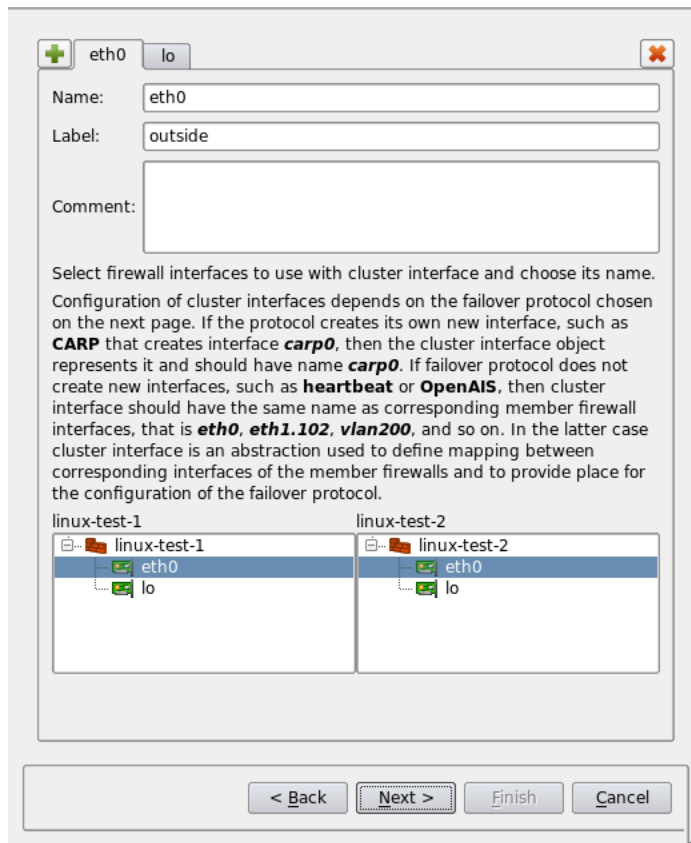 eth0
lo
Name:
eth0
Label:
outside
Comment:
Select firewall interfaces to use with cluster interface and choose its name.
Configuration of cluster interfaces depends on the failover protocol chosen
on the next page. If the protocol creates its own new interface, such as
CARP that creates interface carp0, then the cluster interface object
represents it and should have name carp0. If failover protocol does not
create new interfaces, such as heartbeat or OpenAIS, then cluster
interface should have the same name as corresponding member firewall
interfaces, that is eth0, eth1.102, vlan200, and so on. In the latter case
cluster interface is an abstraction used to define mapping between
corresponding interfaces of the member firewalls and to provide place for
the configuration of the failover protocol.
linux-test-1
linux-test-1
eth0
lo
linux-test-2
linux-test-2
eth0
lo
< Back
Next >
Finish
Cancel